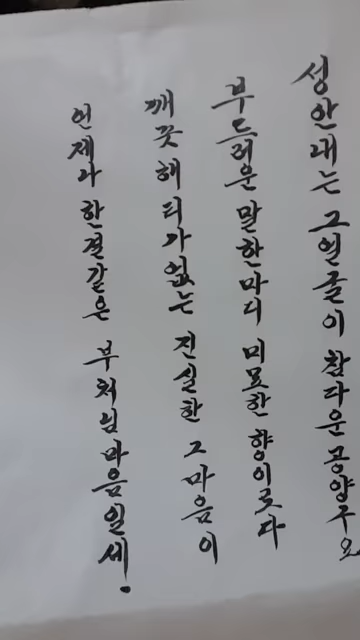 성안내는 그얼굴이 참다운 공양구요
부드러운 말한마디 미묘한 향이로다
깨끗해 티가없는 진실한 그마음이
언제나 한결같은 부처님마음일세.